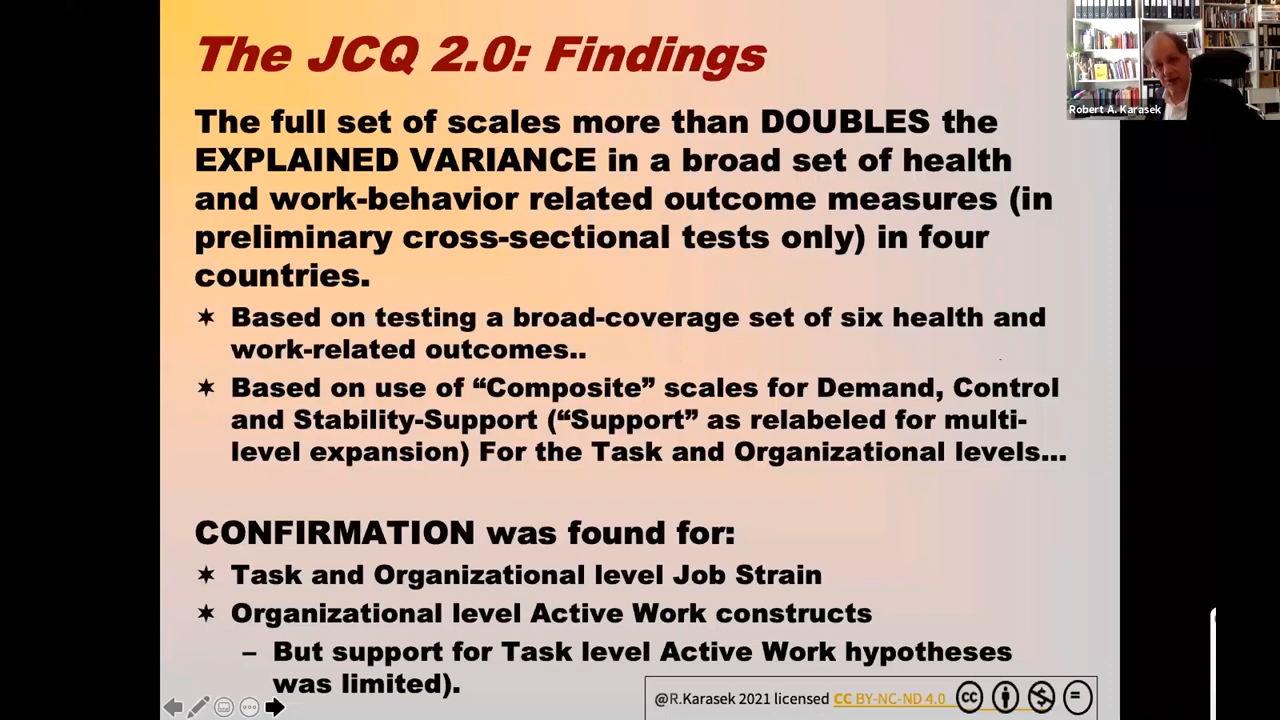 The JCQ 2.0: Findings
Robert A. Karasek
The full set of scales more than DOUBLES the
EXPLAINED VARIANCE in a broad set of health
and work-behavior related outcome measures (in
preliminary cross-sectional tests only) in four
countries.
✶ Based on testing a broad-coverage set of six health and
work-related outcomes..
✶ Based on use of “Composite” scales for Demand, Control
and Stability-Support (“Support” as relabeled for multi-
level expansion) For the Task and Organizational levels...
CONFIRMATION was found for:
✶ Task and Organizational level Job Strain
✶ Organizational level Active Work constructs
– But support for Task level Active Work hypotheses
was limited).
@R.Karasek 2021 licensed CC BY-NC-ND 4.0 cc $ =